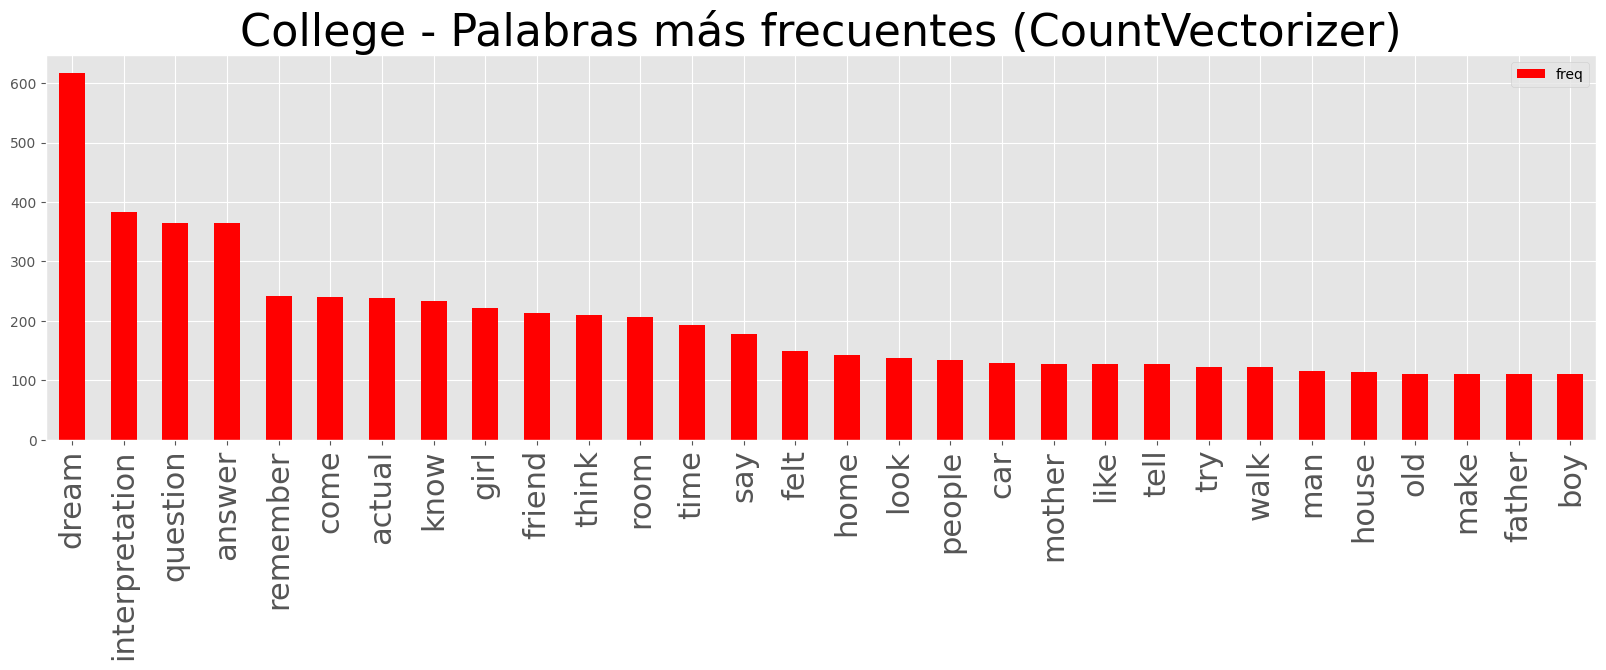 College - Palabras más frecuentes (CountVectorizer)
freq
600
500
400
300
200
100
0
dream
interpretation
question
answer
remember
come
actual
know
girl
friend
think
room
time
say
felt
home
look
people
car
mother
like
tell
try
walk
man
house
old
make
father
boy